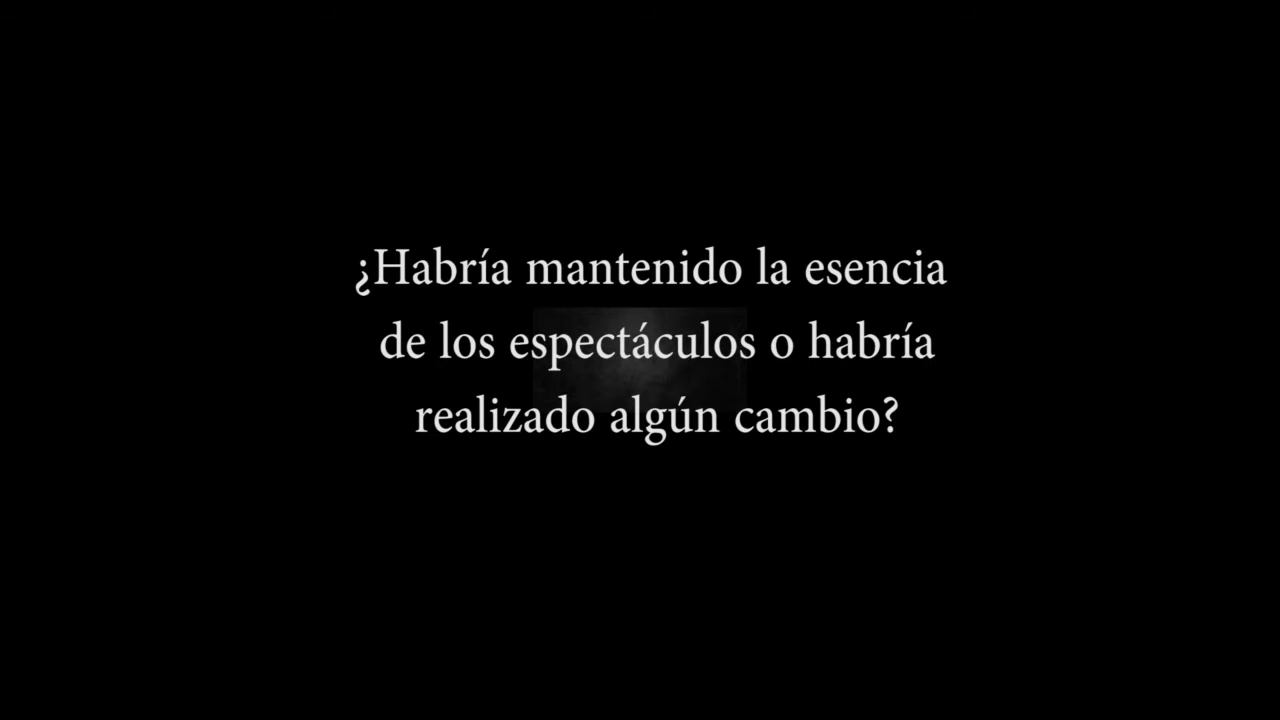 ¿Habría mantenido la esencia
de los espectáculos o habría
realizado algún cambio?